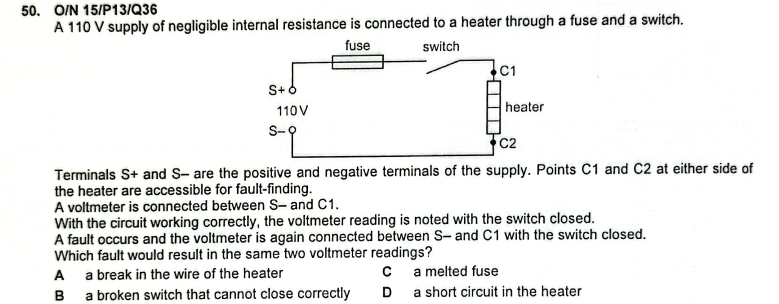 50. O/N 15/P13/Q36
A 110 V supply of negligible internal resistance is connected to a heater through a fuse and a switch.
fuse switch
C1
S+
110 V heater
S–
C2
Terminals S+ and S– are the positive and negative terminals of the supply. Points C1 and C2 at either side of
the heater are accessible for fault-finding.
A voltmeter is connected between S– and C1.
With the circuit working correctly, the voltmeter reading is noted with the switch closed.
A fault occurs and the voltmeter is again connected between S– and C1 with the switch closed.
Which fault would result in the same two voltmeter readings?
A a break in the wire of the heater C a melted fuse
B a broken switch that cannot close correctly D a short circuit in the heater